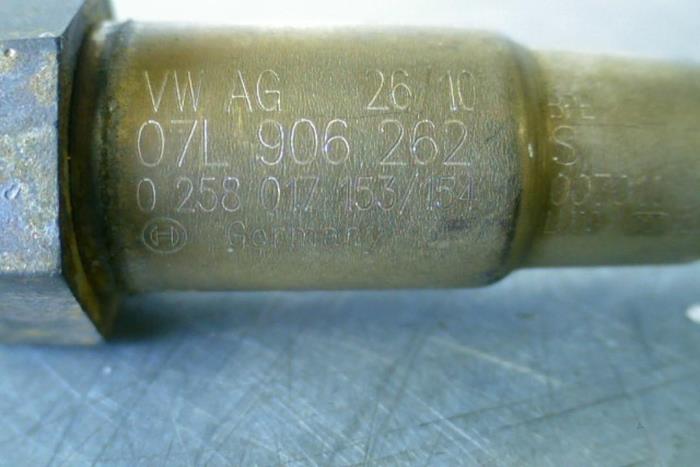 VW AG 26/10
07L 906 262
0 258 017 153/154
Germany